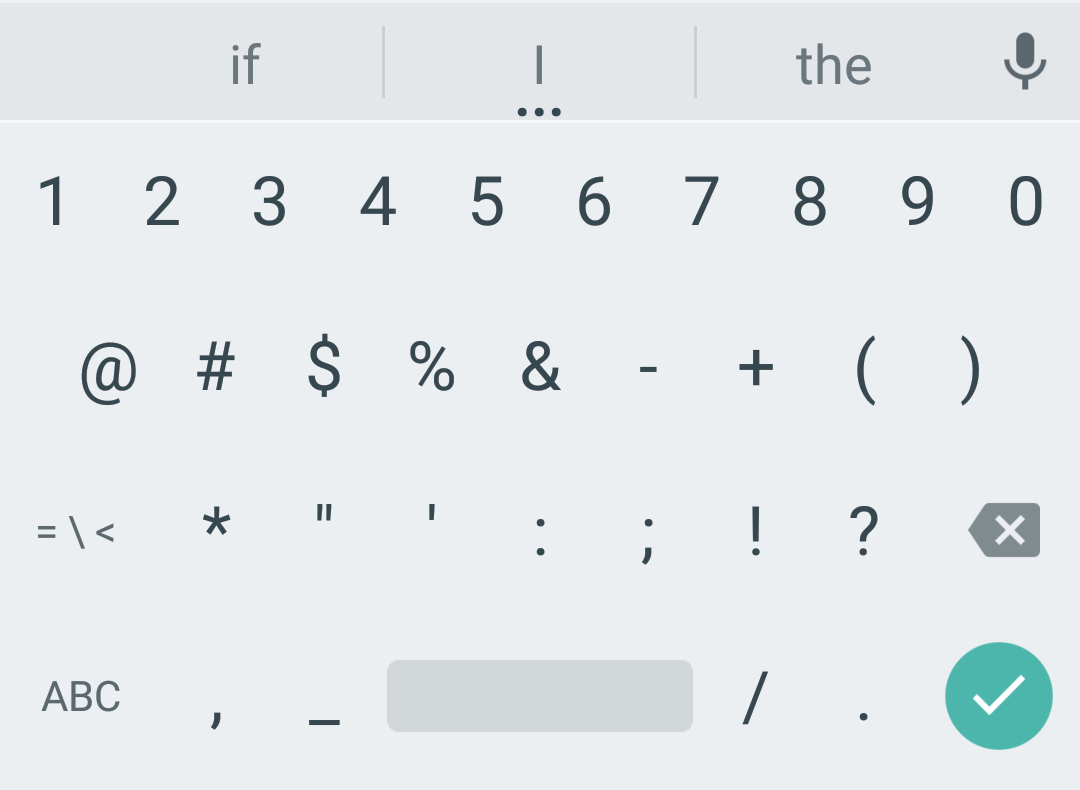 if I the
1 2 3 4 5 6 7 8 9 0
@ # $ % & - + ( )
= \ < * " ' : ; ! ?
ABC , _ / .